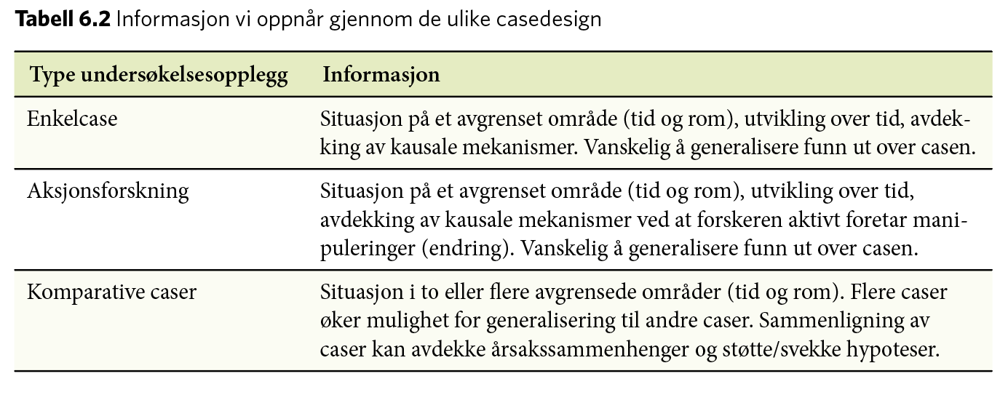 Tabell 6.2 Informasjon vi oppnår gjennom de ulike casedesign
Type undersøkelsesopplegg Informasjon
Enkelcase Situasjon på et avgrenset område (tid og rom), utvikling over tid, avdek-
king av kausale mekanismer. Vanskelig å generalisere funn ut over casen.
Aksjonsforskning Situasjon på et avgrenset område (tid og rom), utvikling over tid,
avdekking av kausale mekanismer ved at forskeren aktivt foretar mani-
puleringer (endring). Vanskelig å generalisere funn ut over casen.
Komparative caser Situasjon i to eller flere avgrensede områder (tid og rom). Flere caser
øker mulighet for generalisering til andre caser. Sammenligning av
caser kan avdekke årsakssammenhenger og støtte/svekke hypoteser.